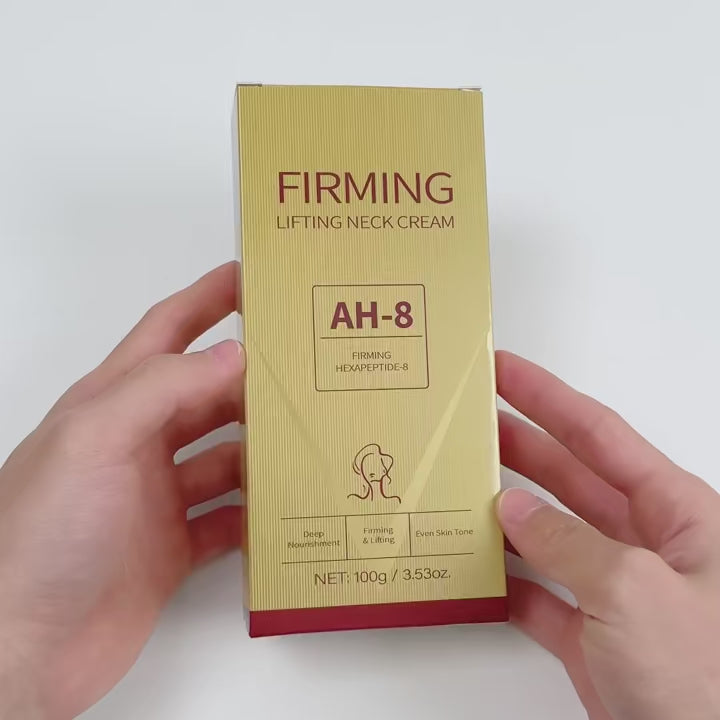 FIRMING
LIFTING NECK CREAM
AH-8
FIRMING
HEXAPEPTIDE-8
Deep
Nourishment
Firming
& Lifting
Even Skin Tone
NET: 100g / 3.53oz.